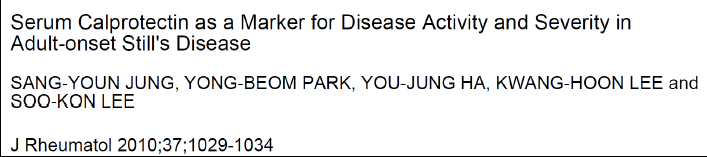 Serum Calprotectin as a Marker for Disease Activity and Severity in
Adult-onset Still's Disease
SANG-YOUN JUNG, YONG-BEOM PARK, YOU-JUNG HA, KWANG-HOON LEE and
SOO-KON LEE
J Rheumatol 2010;37;1029-1034